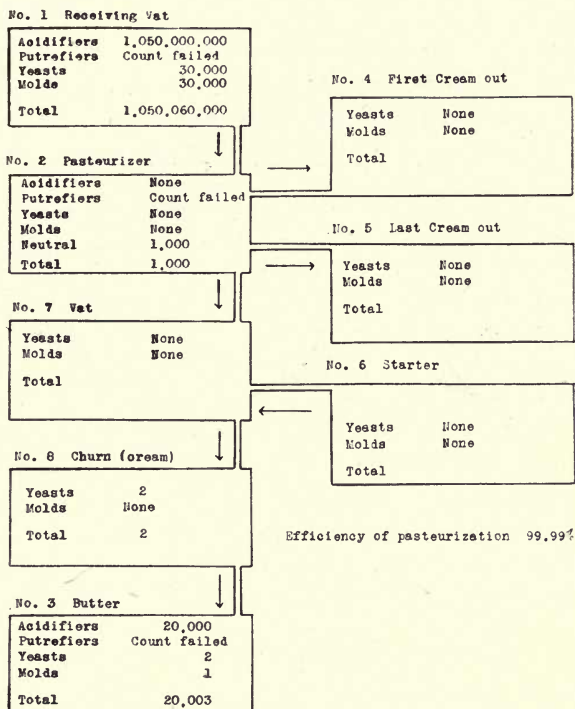 No. 1 Receiving Vat
Acidifiers 1,050,000,000
Putrefiers Count failed
Yeasts 30,000
Molds 30,000
Total 1,050,060,000
No. 4 First Cream out
Yeasts None
Molds None
Total
No. 2 Pasteurizer
Acidifiers None
Putrefiers Count failed
Yeasts None
Molds None
Neutral 1,000
Total 1,000
No. 5 Last Cream out
Yeasts None
Molds None
Total
No. 7 Vat
Yeasts None
Molds None
Total
No. 6 Starter
Yeasts None
Molds None
Total
No. 8 Churn (cream)
Yeasts 2
Molds None
Total 2
Efficiency of pasteurization 99.99%
No. 3 Butter
Acidifiers 20,000
Putrefiers Count failed
Yeasts 2
Molds 1
Total 20,003